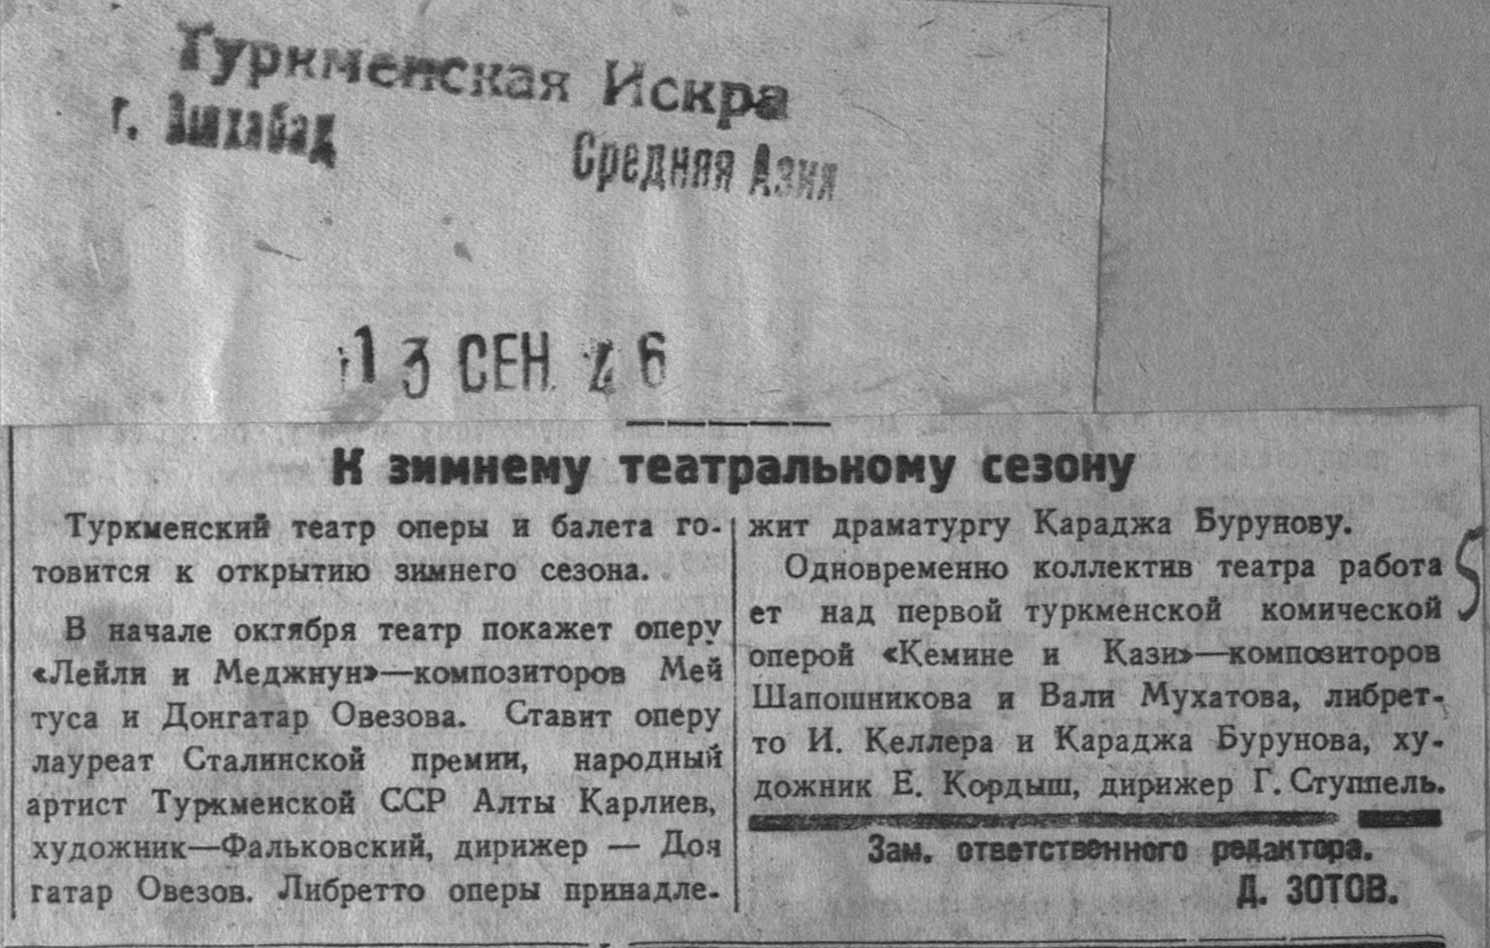 Туркменская Искра
г. Ашхабад
Средняя Азия
13 СЕН. 46
К зимнему театральному сезону
Туркменский театр оперы и балета го-
товится к открытию зимнего сезона.
В начале октября театр покажет оперу
«Лейли и Меджнун»—композиторов Мей
туса и Донгатар Овезова. Ставит оперу
лауреат Сталинской премии, народный
артист Туркменской ССР Алты Карлиев,
художник—Фальковский, дирижер — Дон
гатар Овезов. Либретто оперы принадле-
жит драматургу Караджа Бурунову.
Одновременно коллектив театра работа
ет над первой туркменской комической
оперой «Кемине и Кази»—композиторов
Шапошникова и Вали Мухатова, либрет-
то И. Келлера и Караджа Бурунова, ху-
дожник Е. Кордыш, дирижер Г. Ступпель.
Зам. ответственного редактора.
Д. ЗОТОВ.
5